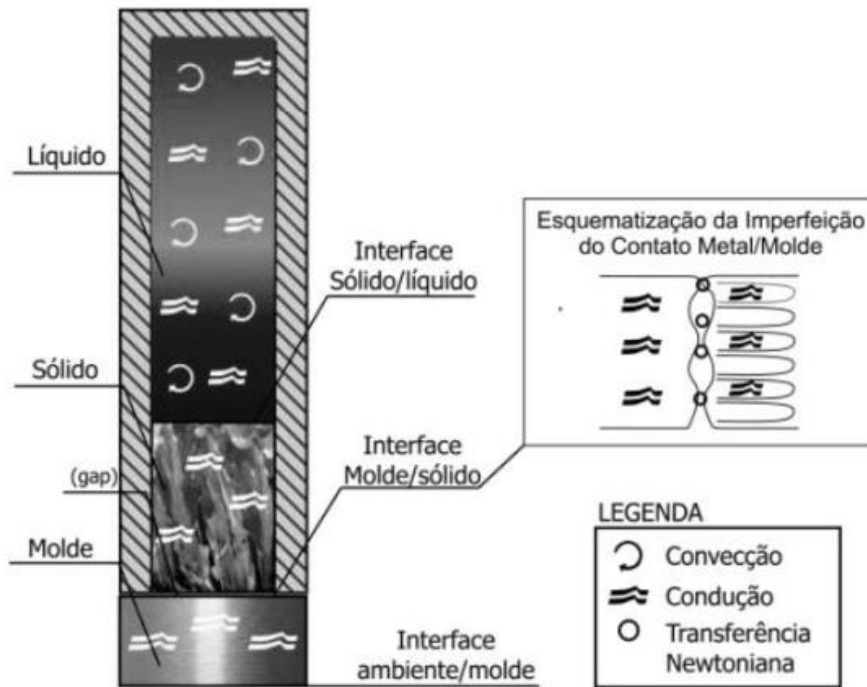 Líquido
Sólido
(gap)
Molde
Interface
Sólido/líquido
Interface
Molde/sólido
Interface
ambiente/molde
Esquematização da Imperfeição
do Contato Metal/Molde
LEGENDA
Convecção
Condução
Transferência
Newtoniana